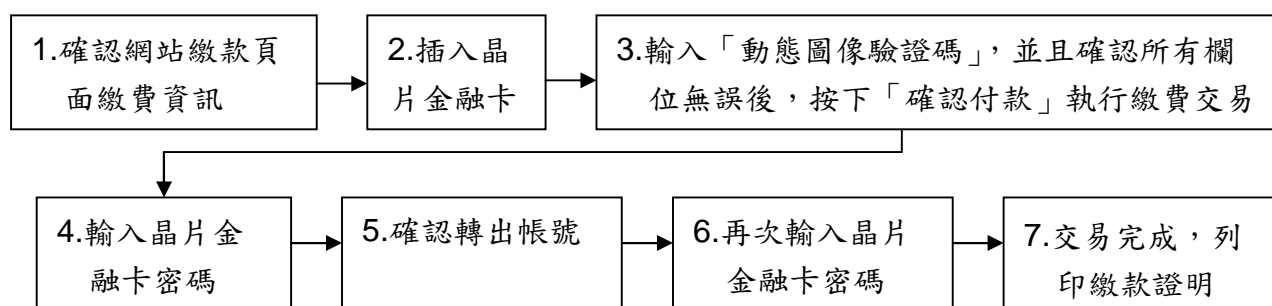 1.確認網站繳款頁
面繳費資訊
2.插入晶
片金融卡
3.輸入「動態圖像驗證碼」，並且確認所有欄
位無誤後，按下「確認付款」執行繳費交易
4.輸入晶片金
融卡密碼
5.確認轉出帳號
6.再次輸入晶片
金融卡密碼
7.交易完成，列
印繳款證明